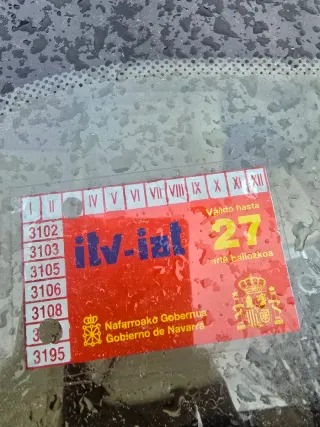 I II IV V VI VII VIII IX X XI XII
3102
3103
3105
3106
3108
3195
itv-iat
Válido hasta
27
arte baliozkoa
Nafarroako Gobernua
Gobierno de Navarra